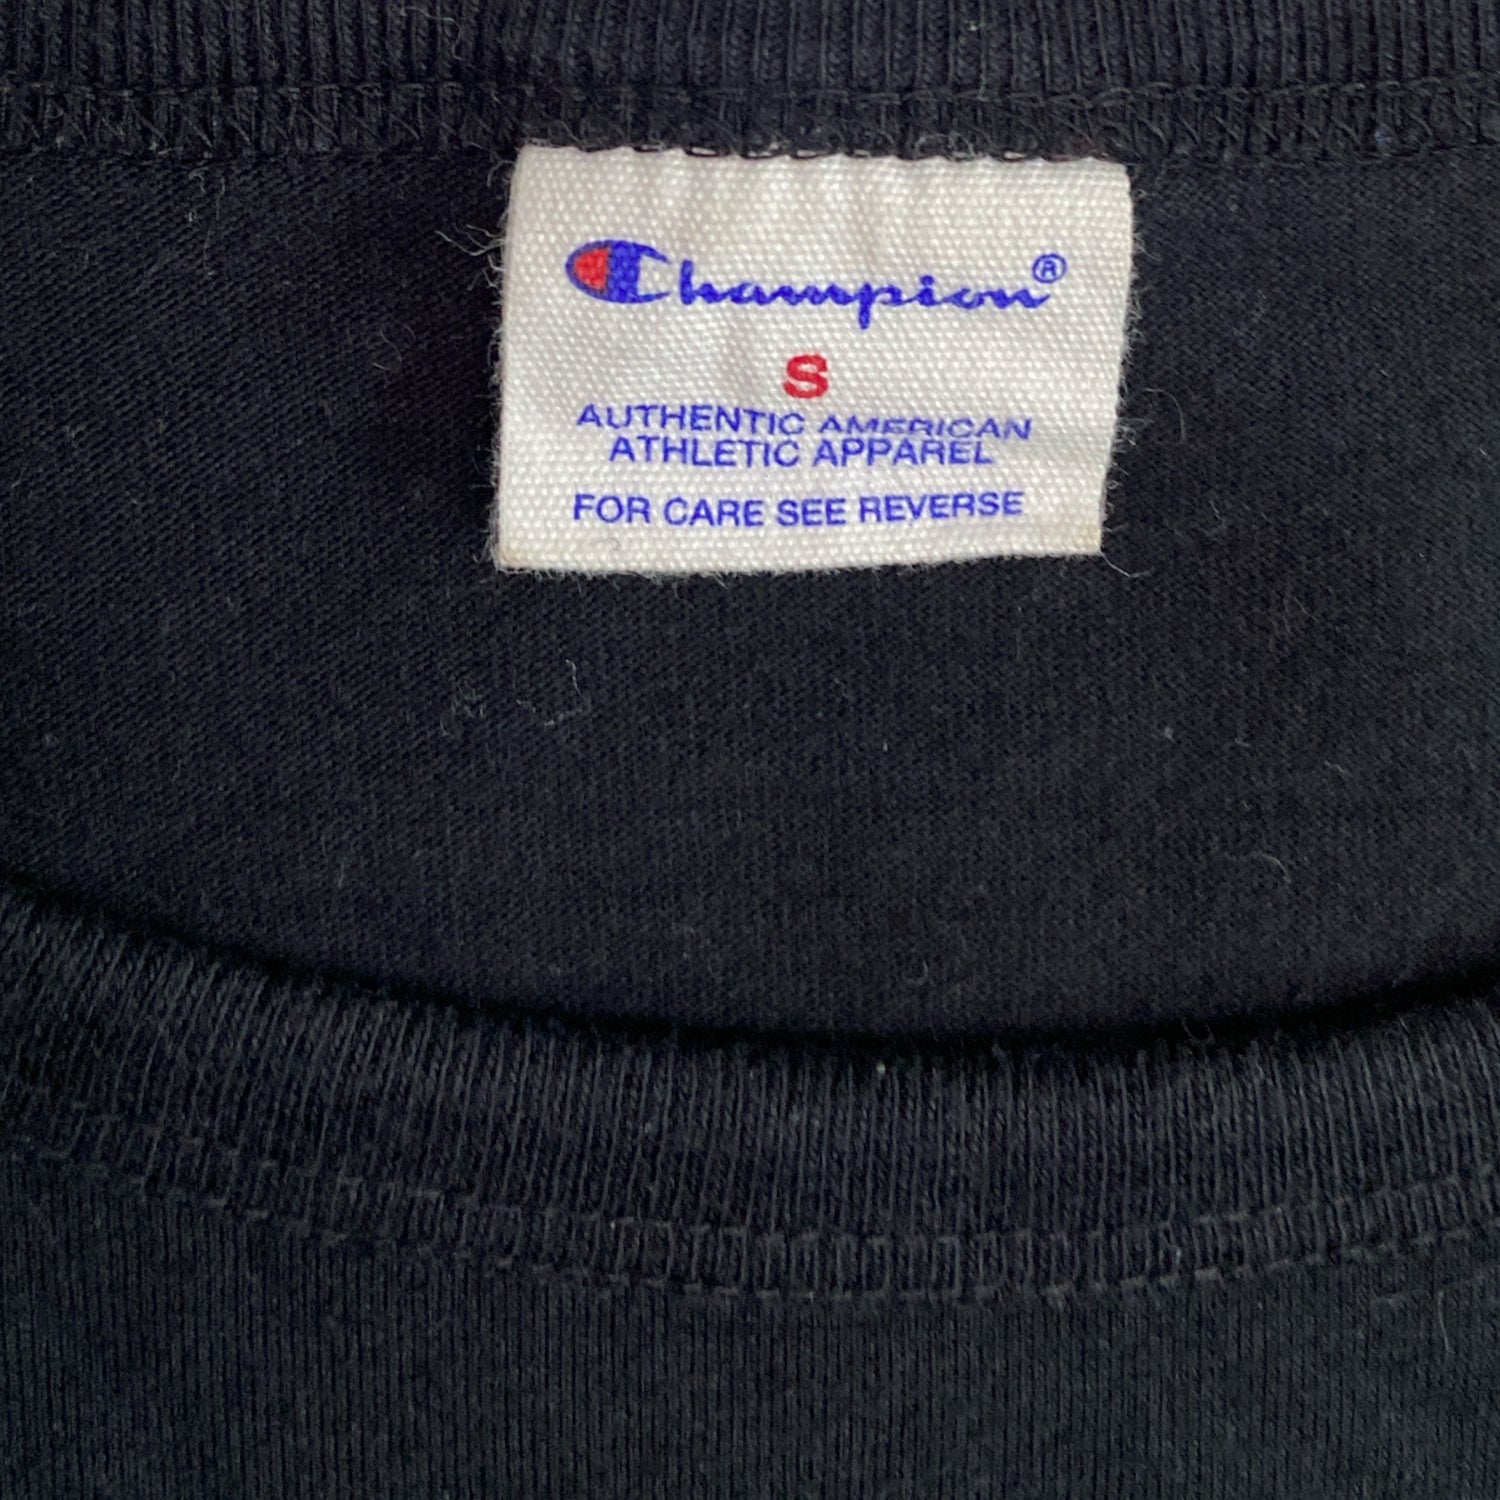 Champion®
S
AUTHENTIC AMERICAN
ATHLETIC APPAREL
FOR CARE SEE REVERSE